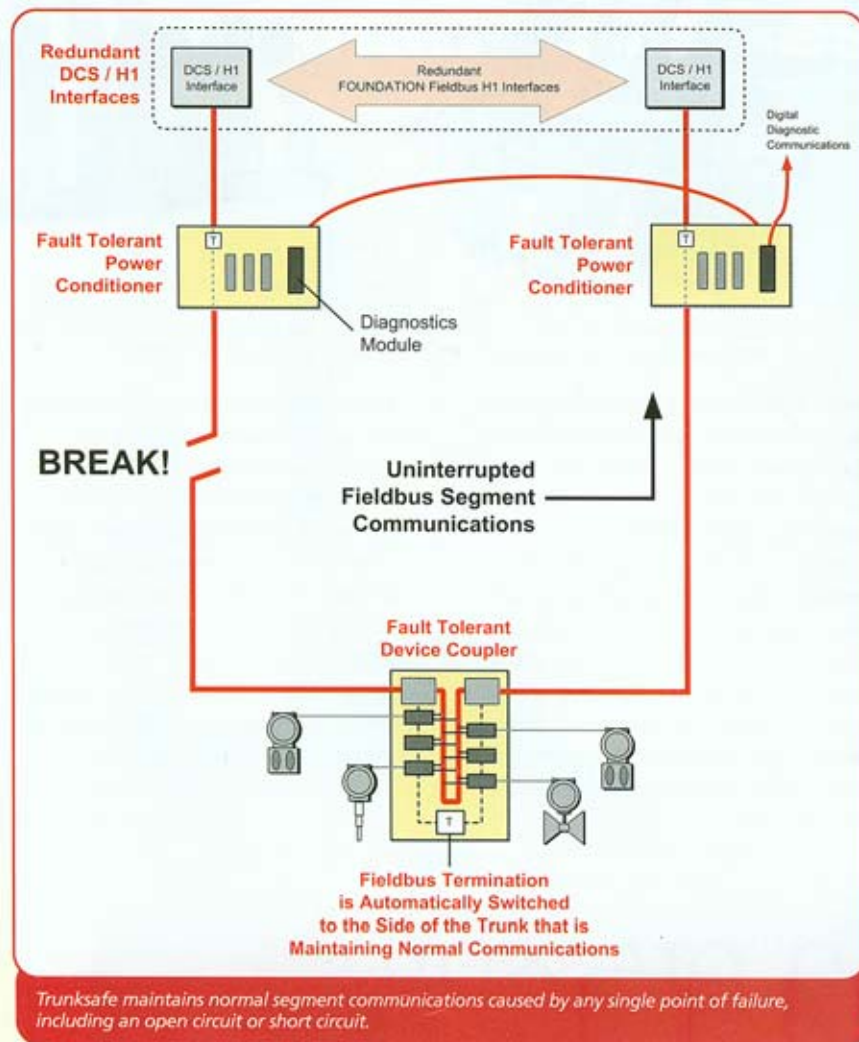 Redundant
DCS / H1
Interfaces
DCS / H1
Interface
Redundant
FOUNDATION Fieldbus H1 Interfaces
DCS / H1
Interface
Digital
Diagnostic
Communications
T
Fault Tolerant
Power
Conditioner
T
Fault Tolerant
Power
Conditioner
Diagnostics
Module
BREAK!
Uninterrupted
Fieldbus Segment
Communications
Fault Tolerant
Device Coupler
T
Fieldbus Termination
is Automatically Switched
to the Side of the Trunk that is
Maintaining Normal Communications
Trunksafe maintains normal segment communications caused by any single point of failure,
including an open circuit or short circuit.